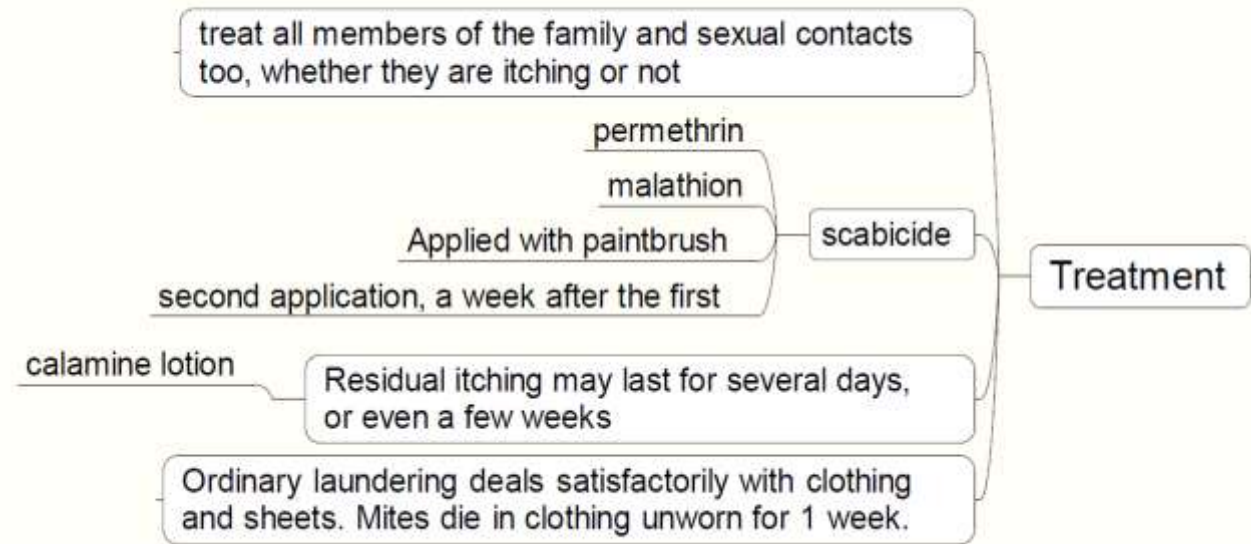 treat all members of the family and sexual contacts
too, whether they are itching or not
permethrin
malathion
Applied with paintbrush
second application, a week after the first
scabicide
Treatment
calamine lotion
Residual itching may last for several days,
or even a few weeks
Ordinary laundering deals satisfactorily with clothing
and sheets. Mites die in clothing unworn for 1 week.